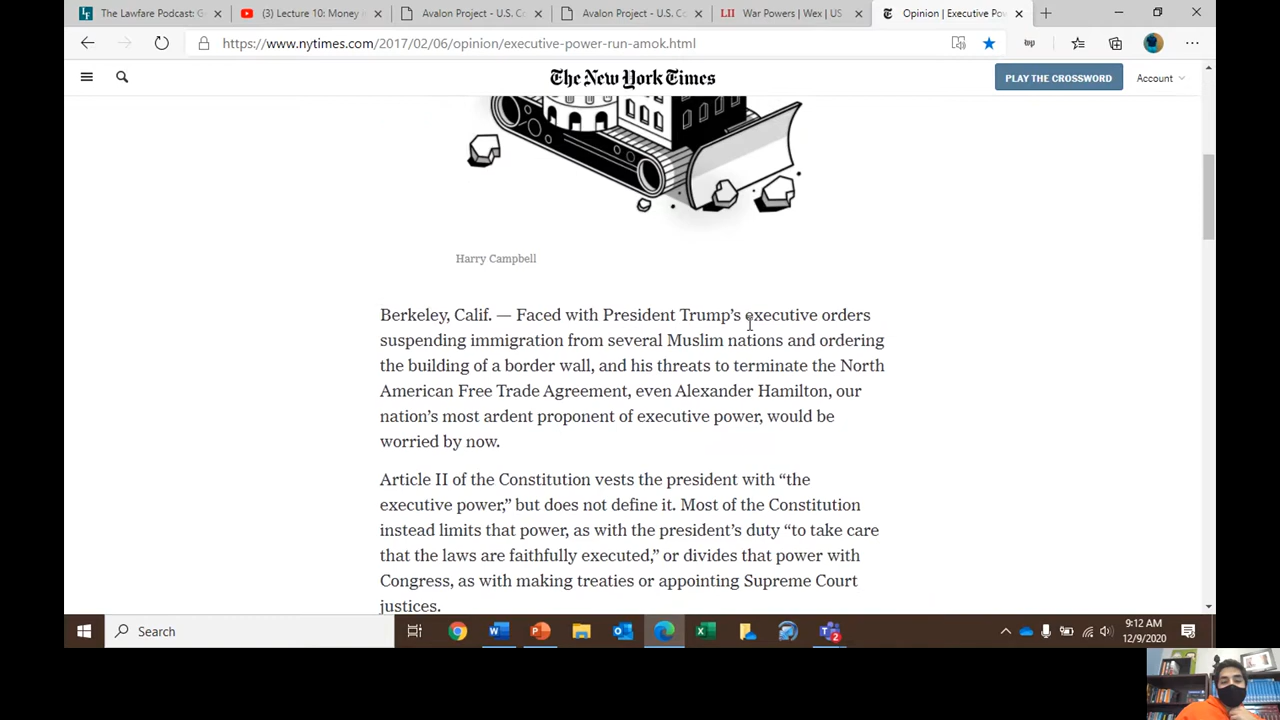 The Lawfare Podcast: G
(3) Lecture 10: Money
Avalon Project - U.S. Co
Avalon Project - U.S. Co
LII War Powers | Wex | US
Opinion | Executive Po
https://www.nytimes.com/2017/02/06/opinion/executive-power-run-amok.html
The New York Times
PLAY THE CROSSWORD
Account
Harry Campbell
Berkeley, Calif. — Faced with President Trump’s executive orders
suspending immigration from several Muslim nations and ordering
the building of a border wall, and his threats to terminate the North
American Free Trade Agreement, even Alexander Hamilton, our
nation’s most ardent proponent of executive power, would be
worried by now.
Article II of the Constitution vests the president with “the
executive power,” but does not define it. Most of the Constitution
instead limits that power, as with the president’s duty “to take care
that the laws are faithfully executed,” or divides that power with
Congress, as with making treaties or appointing Supreme Court
justices.
Search
9:12 AM
12/9/2020